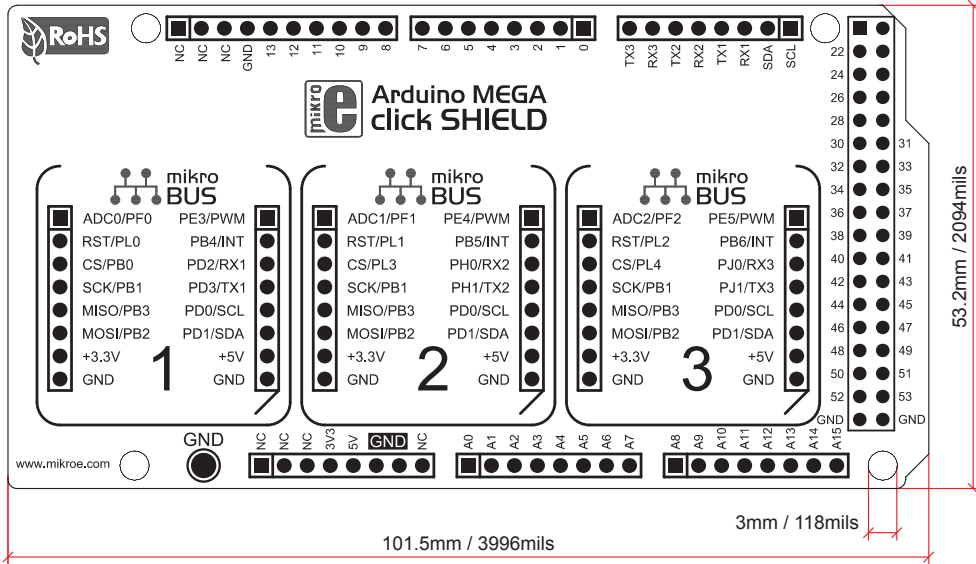 RoHS
NC NC NC GND 13 12 11 10 9 8
7 6 5 4 3 2 1 0
TX3 RX3 TX2 RX2 TX1 RX1 SDA SCL
mikro e
Arduino MEGA
click SHIELD
22
24
26
28
30 31
32 33
34 35
36 37
38 39
40 41
42 43
44 45
46 47
48 49
50 51
52 53
GND GND
mikro
BUS
ADC0/PF0 PE3/PWM
RST/PL0 PB4/INT
CS/PB0 PD2/RX1
SCK/PB1 PD3/TX1
MISO/PB3 PD0/SCL
MOSI/PB2 PD1/SDA
+3.3V +5V
GND GND
1
mikro
BUS
ADC1/PF1 PE4/PWM
RST/PL1 PB5/INT
CS/PL3 PH0/RX2
SCK/PB1 PH1/TX2
MISO/PB3 PD0/SCL
MOSI/PB2 PD1/SDA
+3.3V +5V
GND GND
2
mikro
BUS
ADC2/PF2 PE5/PWM
RST/PL2 PB6/INT
CS/PL4 PJ0/RX3
SCK/PB1 PJ1/TX3
MISO/PB3 PD0/SCL
MOSI/PB2 PD1/SDA
+3.3V +5V
GND GND
3
GND
NC NC NC 3V3 5V GND NC
A0 A1 A2 A3 A4 A5 A6 A7
A8 A9 A10 A11 A12 A13 A14 A15
www.mikroe.com
53.2mm / 2094mils
3mm / 118mils
101.5mm / 3996mils